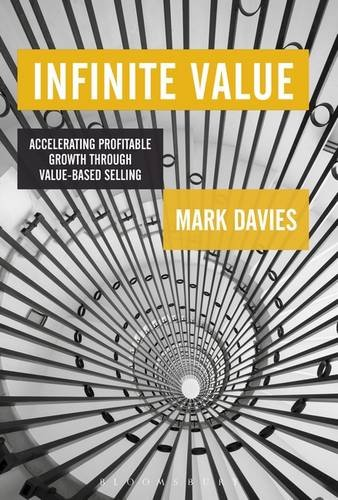 INFINITE VALUE
ACCELERATING PROFITABLE
GROWTH THROUGH
VALUE-BASED SELLING
MARK DAVIES
BLOOMSBURY